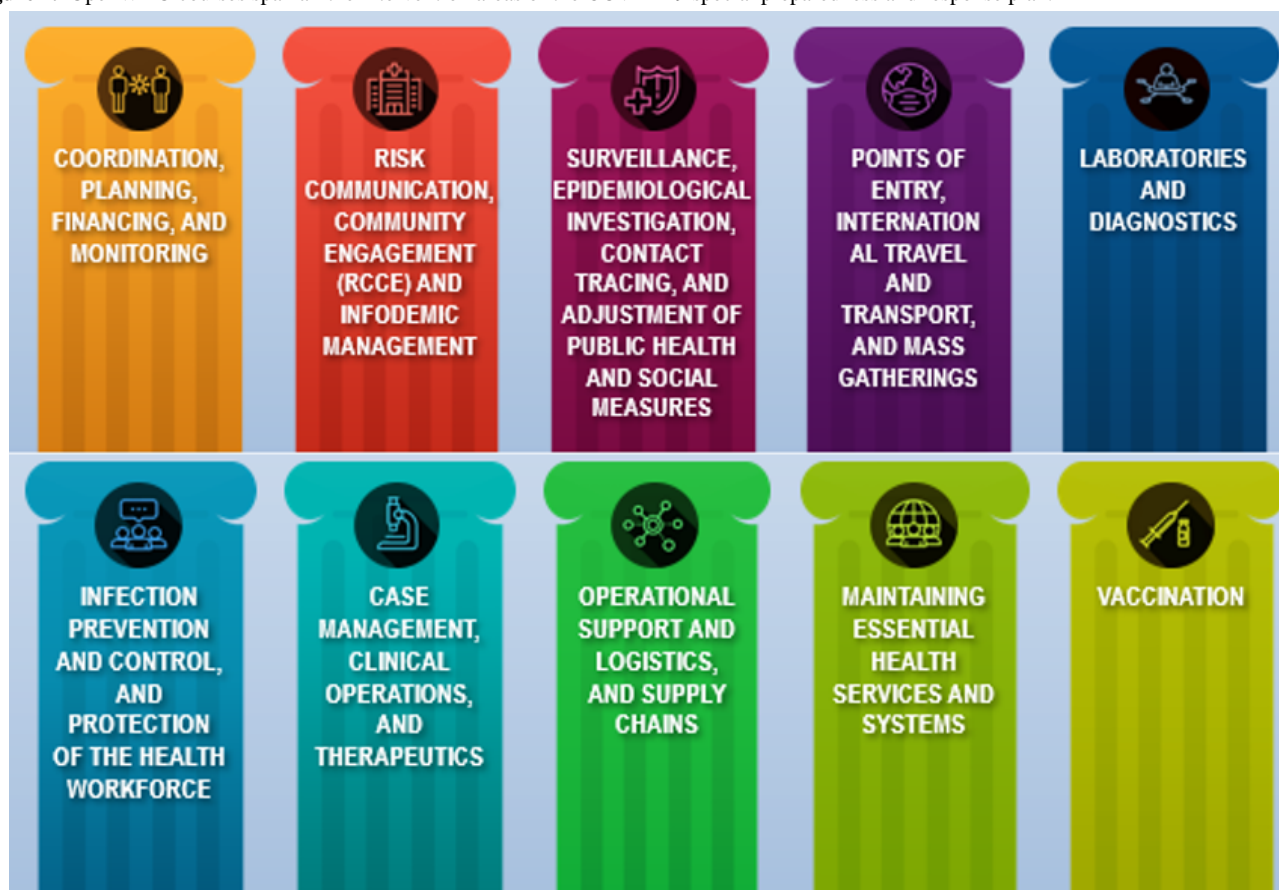 COORDINATION,
PLANNING,
FINANCING, AND
MONITORING
RISK
COMMUNICATION,
COMMUNITY
ENGAGEMENT
(RCCE) AND
INFODEMIC
MANAGEMENT
SURVEILLANCE,
EPIDEMIOLOGICAL
INVESTIGATION,
CONTACT
TRACING, AND
ADJUSTMENT OF
PUBLIC HEALTH
AND SOCIAL
MEASURES
POINTS OF
ENTRY,
INTERNATION
AL TRAVEL
AND
TRANSPORT,
AND MASS
GATHERINGS
LABORATORIES
AND
DIAGNOSTICS
INFECTION
PREVENTION
AND CONTROL,
AND
PROTECTION
OF THE HEALTH
WORKFORCE
CASE
MANAGEMENT,
CLINICAL
OPERATIONS,
AND
THERAPEUTICS
OPERATIONAL
SUPPORT AND
LOGISTICS,
AND SUPPLY
CHAINS
MAINTAINING
ESSENTIAL
HEALTH
SERVICES AND
SYSTEMS
VACCINATION